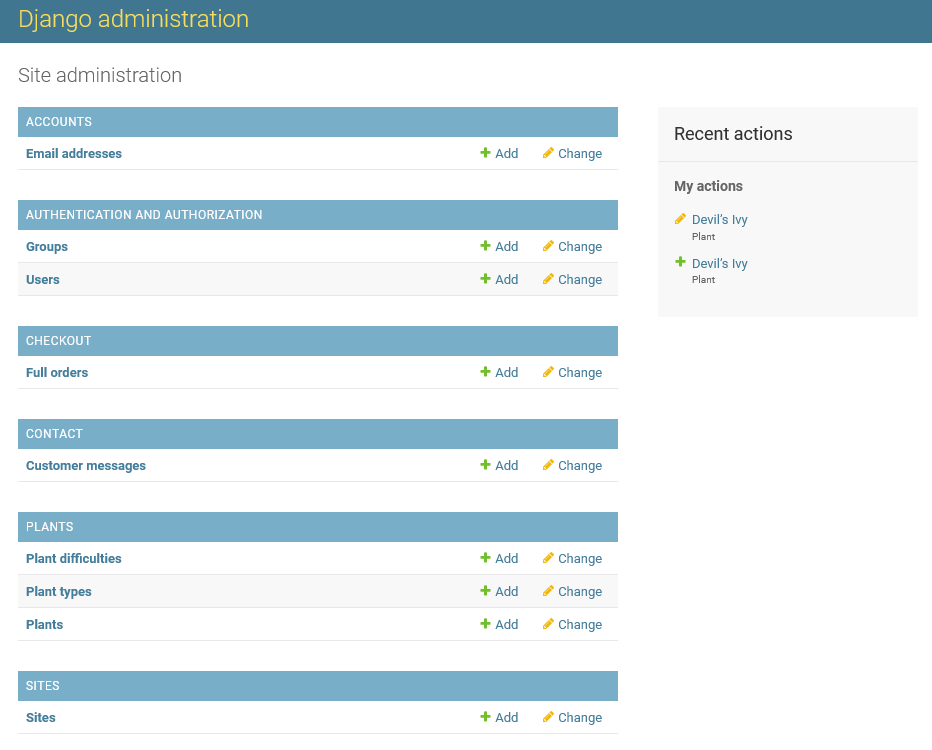 Django administration
Site administration
ACCOUNTS
Email addresses Add Change
AUTHENTICATION AND AUTHORIZATION
Groups Add Change
Users Add Change
CHECKOUT
Full orders Add Change
CONTACT
Customer messages Add Change
PLANTS
Plant difficulties Add Change
Plant types Add Change
Plants Add Change
SITES
Sites Add Change
Recent actions
My actions
Devil's Ivy
Plant
Devil's Ivy
Plant